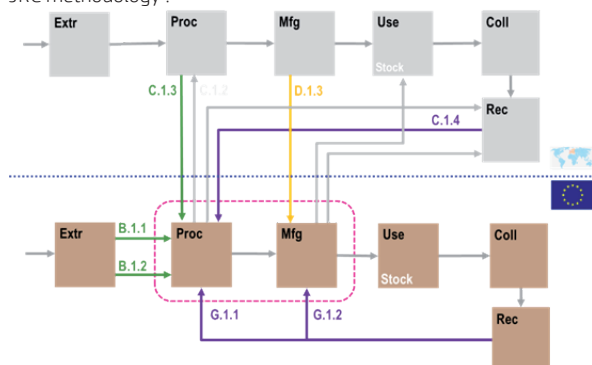 JRC methodology .
Extr
Proc
Mfg
Use
Stock
Coll
C.1.3
C.1.2
D.1.3
Rec
C.1.4
Extr
B.1.1
B.1.2
Proc
Mfg
Use
Stock
Coll
G.1.1
G.1.2
Rec